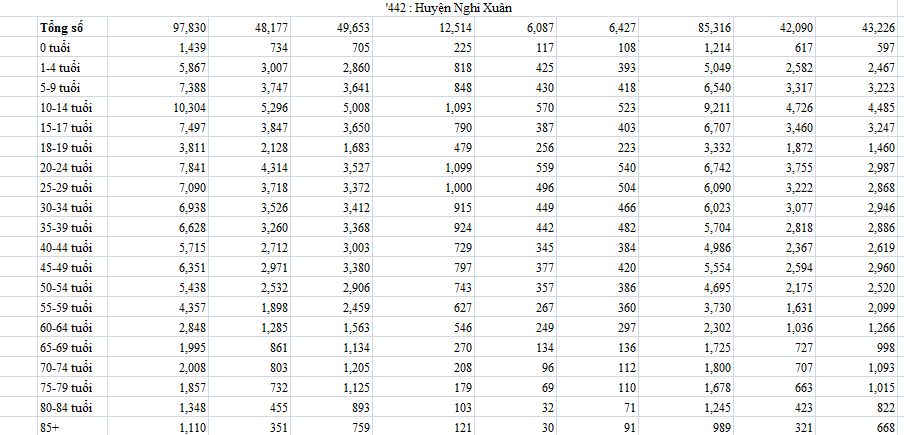 '442 : Huyện Nghi Xuân
Tổng số 97,830 48,177 49,653 12,514 6,087 6,427 85,316 42,090 43,226
0 tuổi 1,439 734 705 225 117 108 1,214 617 597
1-4 tuổi 5,867 3,007 2,860 818 425 393 5,049 2,582 2,467
5-9 tuổi 7,388 3,747 3,641 848 430 418 6,540 3,317 3,223
10-14 tuổi 10,304 5,296 5,008 1,093 570 523 9,211 4,726 4,485
15-17 tuổi 7,497 3,847 3,650 790 387 403 6,707 3,460 3,247
18-19 tuổi 3,811 2,128 1,683 479 256 223 3,332 1,872 1,460
20-24 tuổi 7,841 4,314 3,527 1,099 559 540 6,742 3,755 2,987
25-29 tuổi 7,090 3,718 3,372 1,000 496 504 6,090 3,222 2,868
30-34 tuổi 6,938 3,526 3,412 915 449 466 6,023 3,077 2,946
35-39 tuổi 6,628 3,260 3,368 924 442 482 5,704 2,818 2,886
40-44 tuổi 5,715 2,712 3,003 729 345 384 4,986 2,367 2,619
45-49 tuổi 6,351 2,971 3,380 797 377 420 5,554 2,594 2,960
50-54 tuổi 5,438 2,532 2,906 743 357 386 4,695 2,175 2,520
55-59 tuổi 4,357 1,898 2,459 627 267 360 3,730 1,631 2,099
60-64 tuổi 2,848 1,285 1,563 546 249 297 2,302 1,036 1,266
65-69 tuổi 1,995 861 1,134 270 134 136 1,725 727 998
70-74 tuổi 2,008 803 1,205 208 96 112 1,800 707 1,093
75-79 tuổi 1,857 732 1,125 179 69 110 1,678 663 1,015
80-84 tuổi 1,348 455 893 103 32 71 1,245 423 822
85+ 1,110 351 759 121 30 91 989 321 668